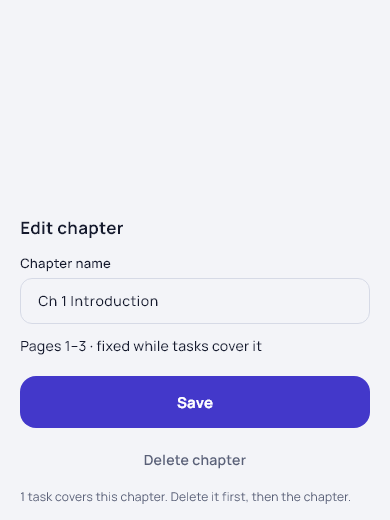 Edit chapter
Chapter name
Ch 1 Introduction
Pages 1–3 · fixed while tasks cover it
Save
Delete chapter
1 task covers this chapter. Delete it first, then the chapter.